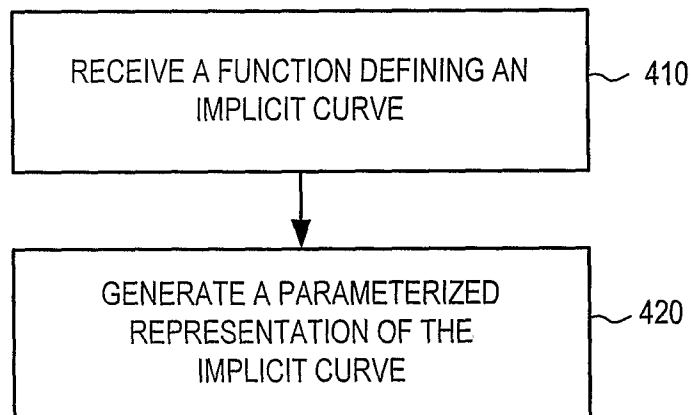 RECEIVE A FUNCTION DEFINING AN
IMPLICIT CURVE
410
GENERATE A PARAMETERIZED
REPRESENTATION OF THE
IMPLICIT CURVE
420